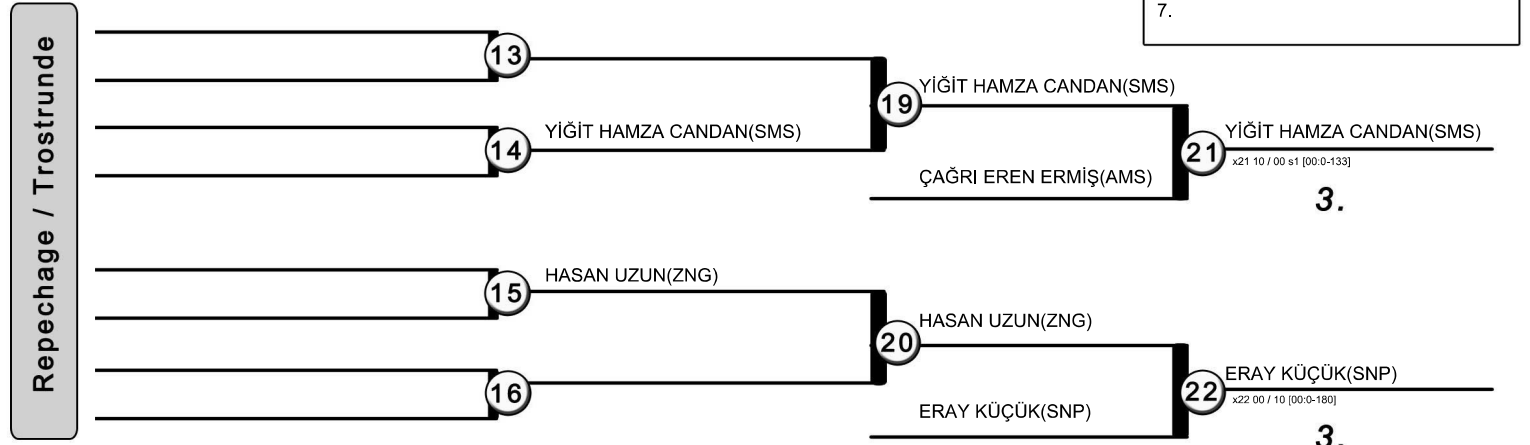 7.
Repechage / Trostrunde
13
19
YİĞİT HAMZA CANDAN(SMS)
14
YİĞİT HAMZA CANDAN(SMS)
21
YİĞİT HAMZA CANDAN(SMS)
x21 10 / 00 s1 [00:0-133]
ÇAĞRI EREN ERMİŞ(AMS)
3.
15
HASAN UZUN(ZNG)
20
HASAN UZUN(ZNG)
16
22
ERAY KÜÇÜK(SNP)
x22 00 / 10 [00:0-180]
ERAY KÜÇÜK(SNP)
3.